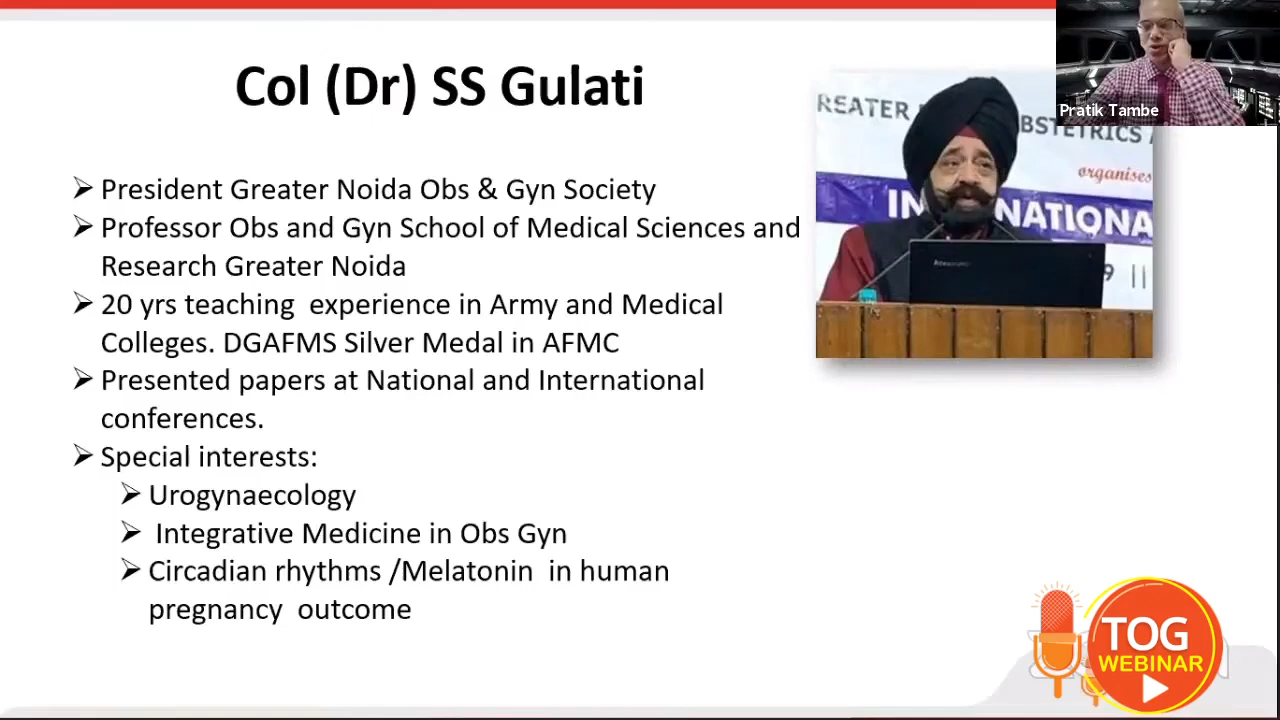 Col (Dr) SS Gulati
Pratik Tambe
➢ President Greater Noida Obs & Gyn Society
➢ Professor Obs and Gyn School of Medical Sciences and
Research Greater Noida
➢ 20 yrs teaching experience in Army and Medical
Colleges. DGAFMS Silver Medal in AFMC
➢ Presented papers at National and International
conferences.
➢ Special interests:
➢ Urogynaecology
➢ Integrative Medicine in Obs Gyn
➢ Circadian rhythms /Melatonin in human
pregnancy outcome
REATER BSTETRICS
organises
IN NATIONAL
9
TOG
WEBINAR